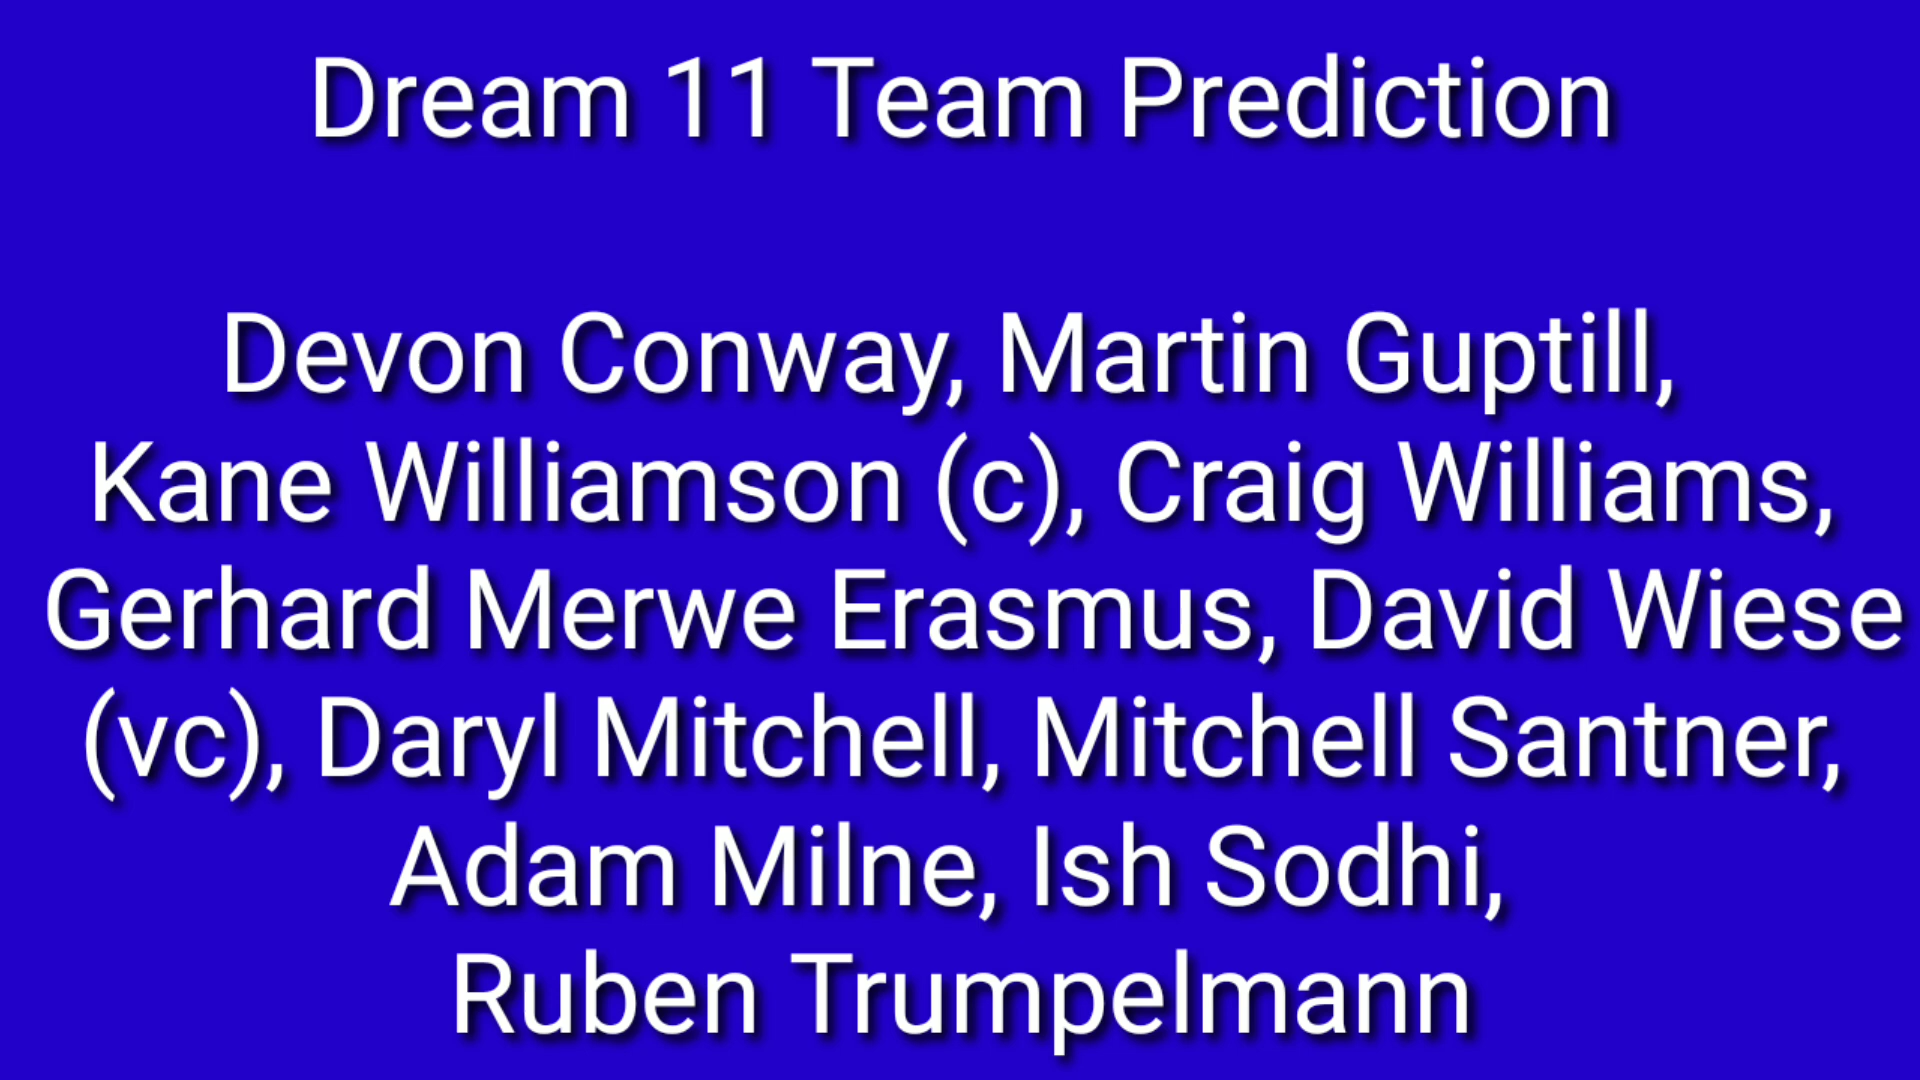 Dream 11 Team Prediction
Devon Conway, Martin Guptill,
Kane Williamson (c), Craig Williams,
Gerhard Merwe Erasmus, David Wiese
(vc), Daryl Mitchell, Mitchell Santner,
Adam Milne, Ish Sodhi,
Ruben Trumpelmann